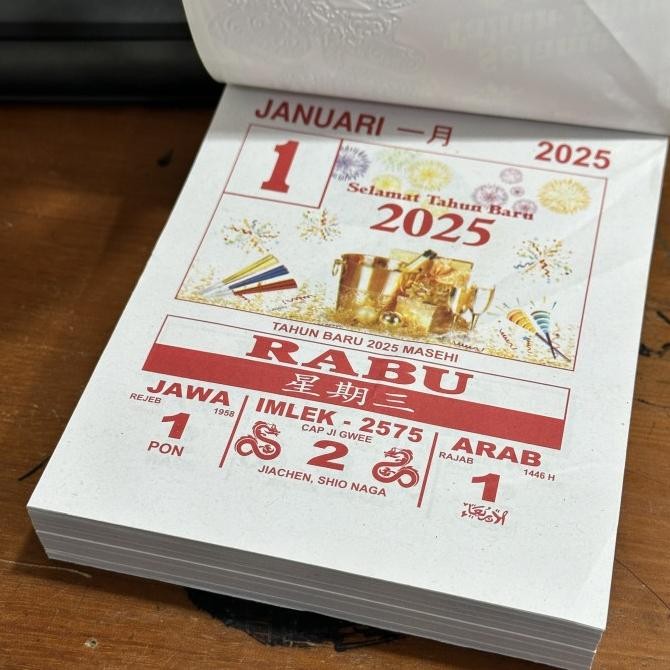 JANUARI 一月 2025
1
Selamat Tahun Baru
2025
TAHUN BARU 2025 MASEHI
RABU
星期三
JAWA
REJEB 1958
1
PON
IMLEK - 2575
CAP JI GWEE
2
JIACHEN, SHIO NAGA
ARAB
RAJAB 1446 H
1